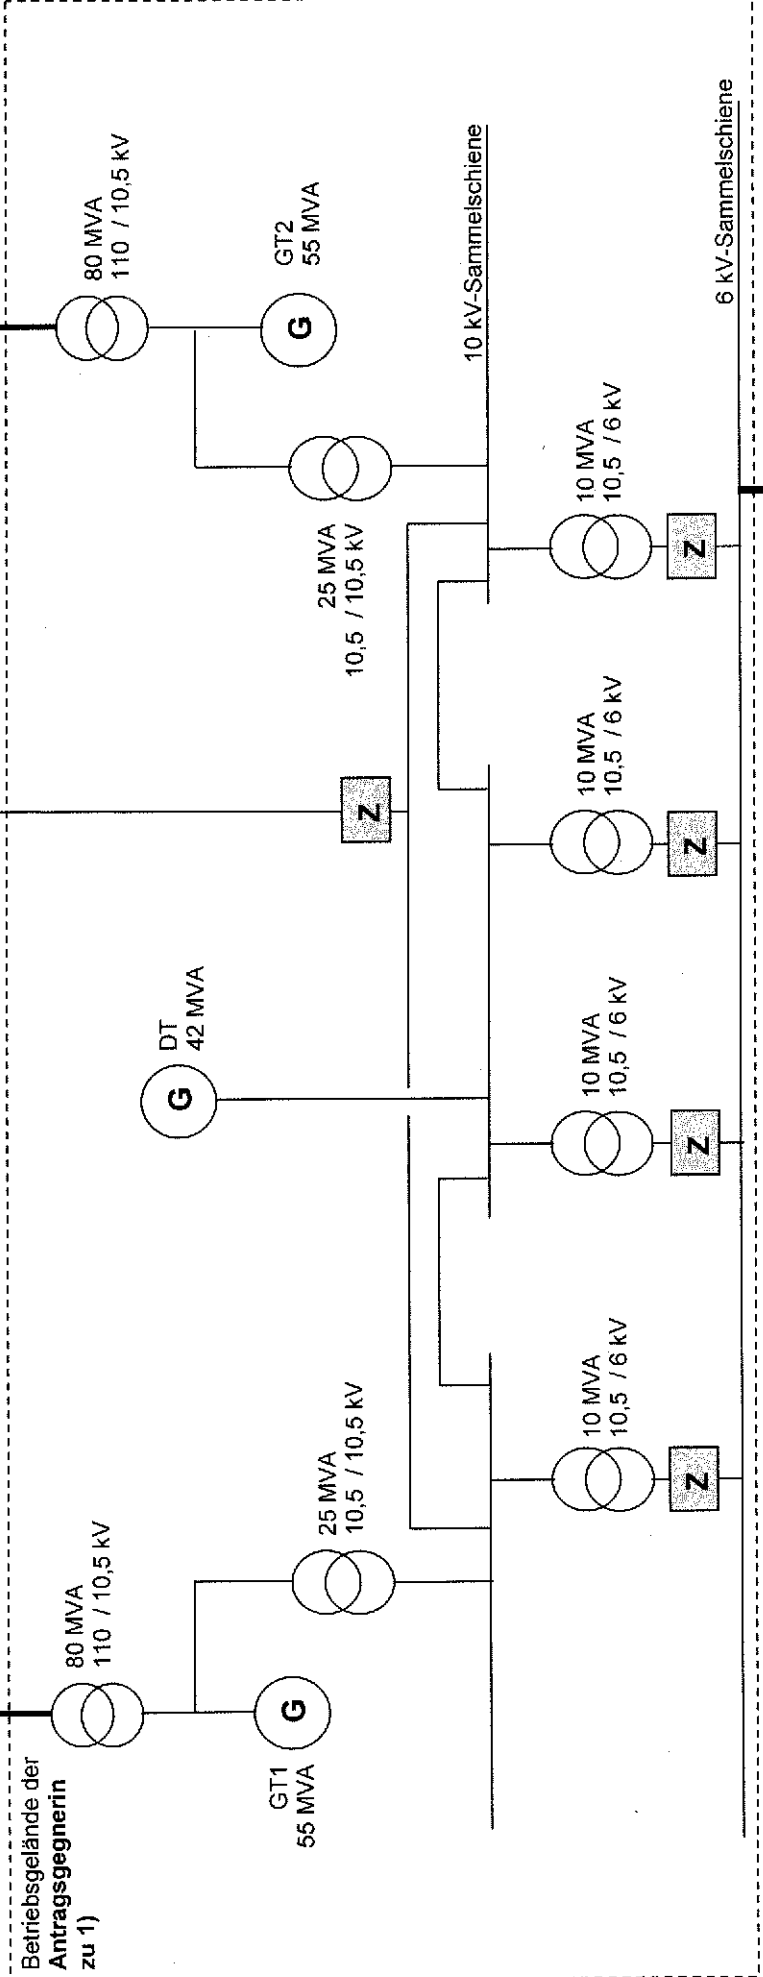 Betriebsgelände der
Antragsgegnerin
zu 1)
80 MVA
110 / 10,5 kV
GT1
55 MVA
G
25 MVA
10,5 / 10,5 kV
DT
42 MVA
G
Z
80 MVA
110 / 10,5 kV
GT2
55 MVA
G
25 MVA
10,5 / 10,5 kV
10 kV-Sammelschiene
10 MVA
10,5 / 6 kV
Z
10 MVA
10,5 / 6 kV
Z
10 MVA
10,5 / 6 kV
Z
10 MVA
10,5 / 6 kV
Z
6 kV-Sammelschiene